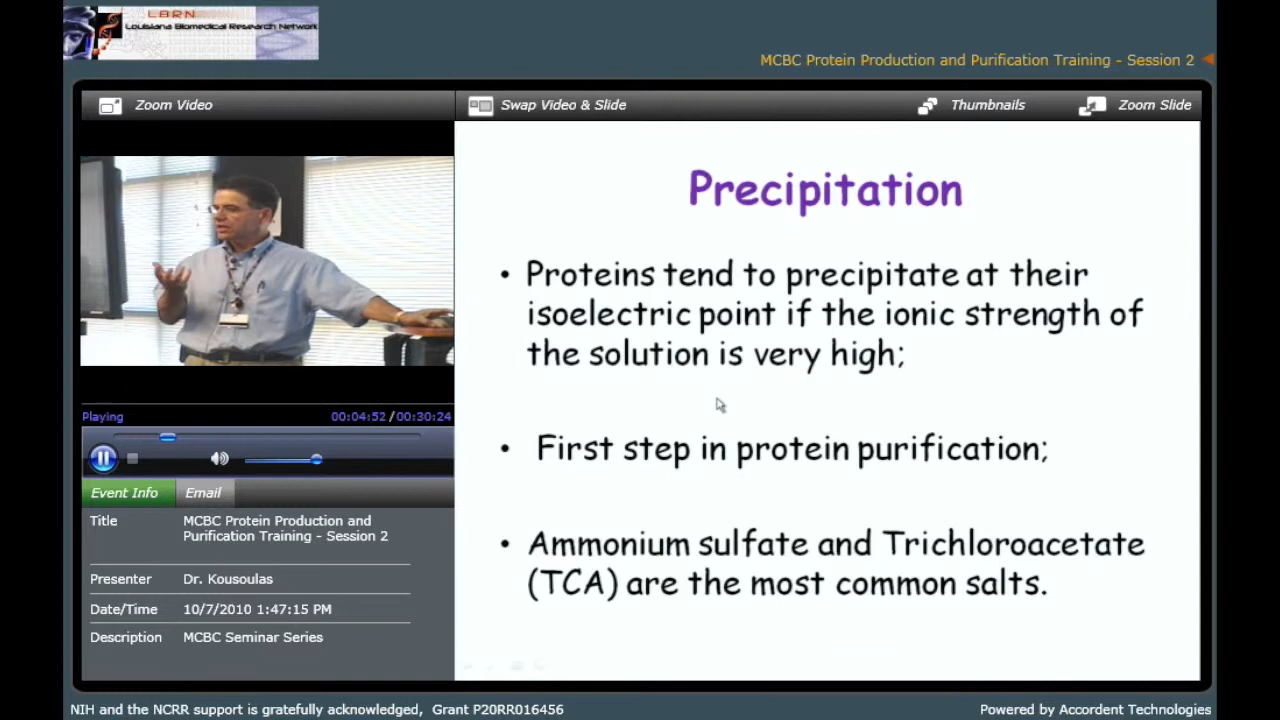 LBRN
Louisiana Biomedical Research Network
MCBC Protein Production and Purification Training - Session 2
Zoom Video
Swap Video & Slide
Thumbnails
Zoom Slide
Playing
00:04:52/00:30:24
Event Info
Email
Title
MCBC Protein Production and
Purification Training - Session 2
Presenter
Dr. Kousoulas
Date/Time
10/7/2010 1:47:15 PM
Description
MCBC Seminar Series
Precipitation
• Proteins tend to precipitate at their
isoelectric point if the ionic strength of
the solution is very high;
• First step in protein purification;
• Ammonium sulfate and Trichloroacetate
(TCA) are the most common salts.
NIH and the NCRR support is gratefully acknowledged, Grant P20RR016456
Powered by Accordent Technologies